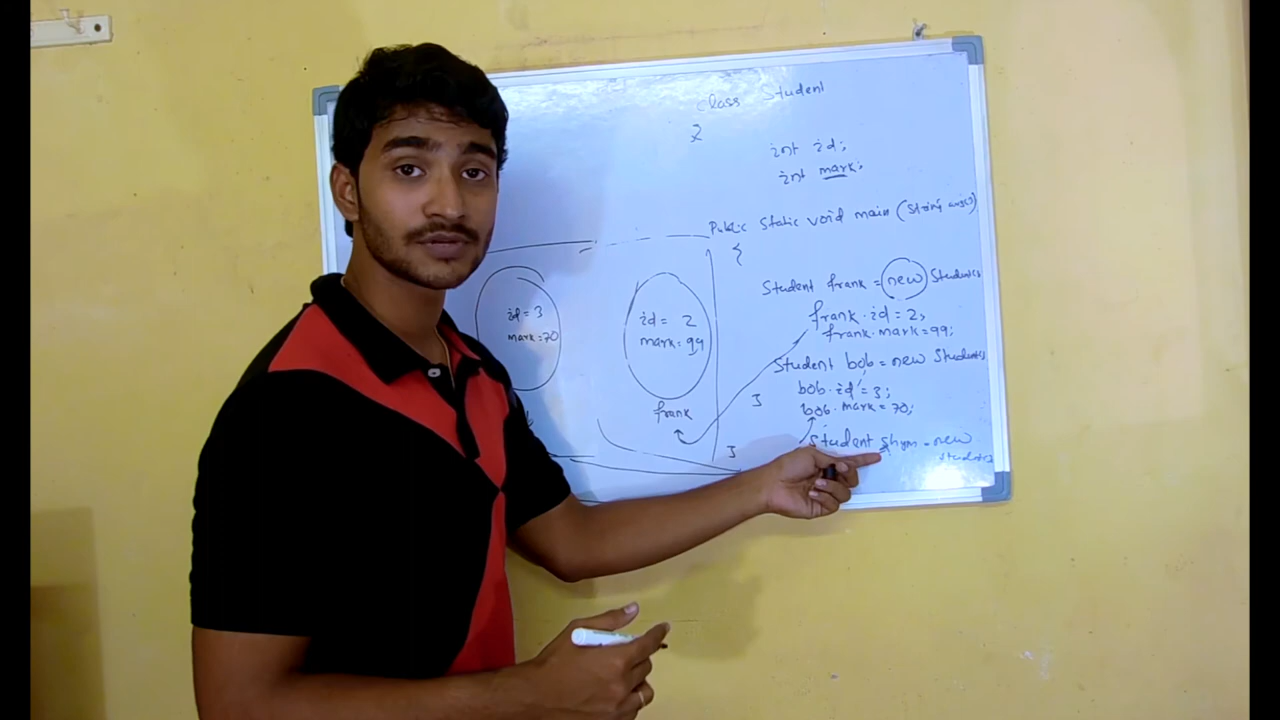 class Student
{
int id;
int mark;
Public static void main (string args)
{
Student frank = new Student()
frank.id = 2;
frank.mark = 99;
Student bob = new Student()
bob.id = 3;
bob.mark = 70;
}
Student shym = new
Student()
}
id = 3
mark = 70
id = 2
mark = 99
frank